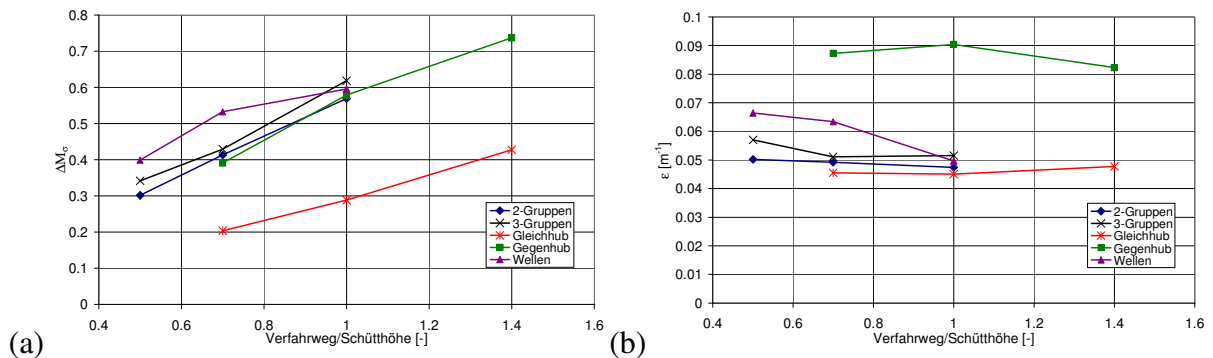 0.8
0.7
0.6
0.5
0.4
0.3
0.2
0.1
0
ΔMσ
0.4 0.6 0.8 1 1.2 1.4 1.6
Verfahrweg/Schütthöhe [-]
2-Gruppen
3-Gruppen
Gleichhub
Gegenhub
Wellen
(a)
0.1
0.09
0.08
0.07
0.06
0.05
0.04
0.03
0.02
0.01
0
ε [m-1]
0.4 0.6 0.8 1 1.2 1.4 1.6
Verfahrweg/Schütthöhe [-]
2-Gruppen
3-Gruppen
Gleichhub
Gegenhub
Wellen
(b)